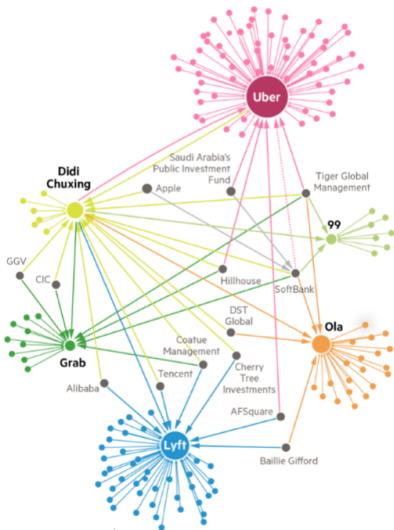 Uber
Didi
Chuxing
Saudi Arabia's
Public Investment
Fund
Apple
Tiger Global
Management
99
GGV
CIC
Hillhouse
SoftBank
DST
Global
Ola
Grab
Coatue
Management
Cherry
Tree
Investments
Tencent
Alibaba
AFSquare
Lyft
Baillie Gifford